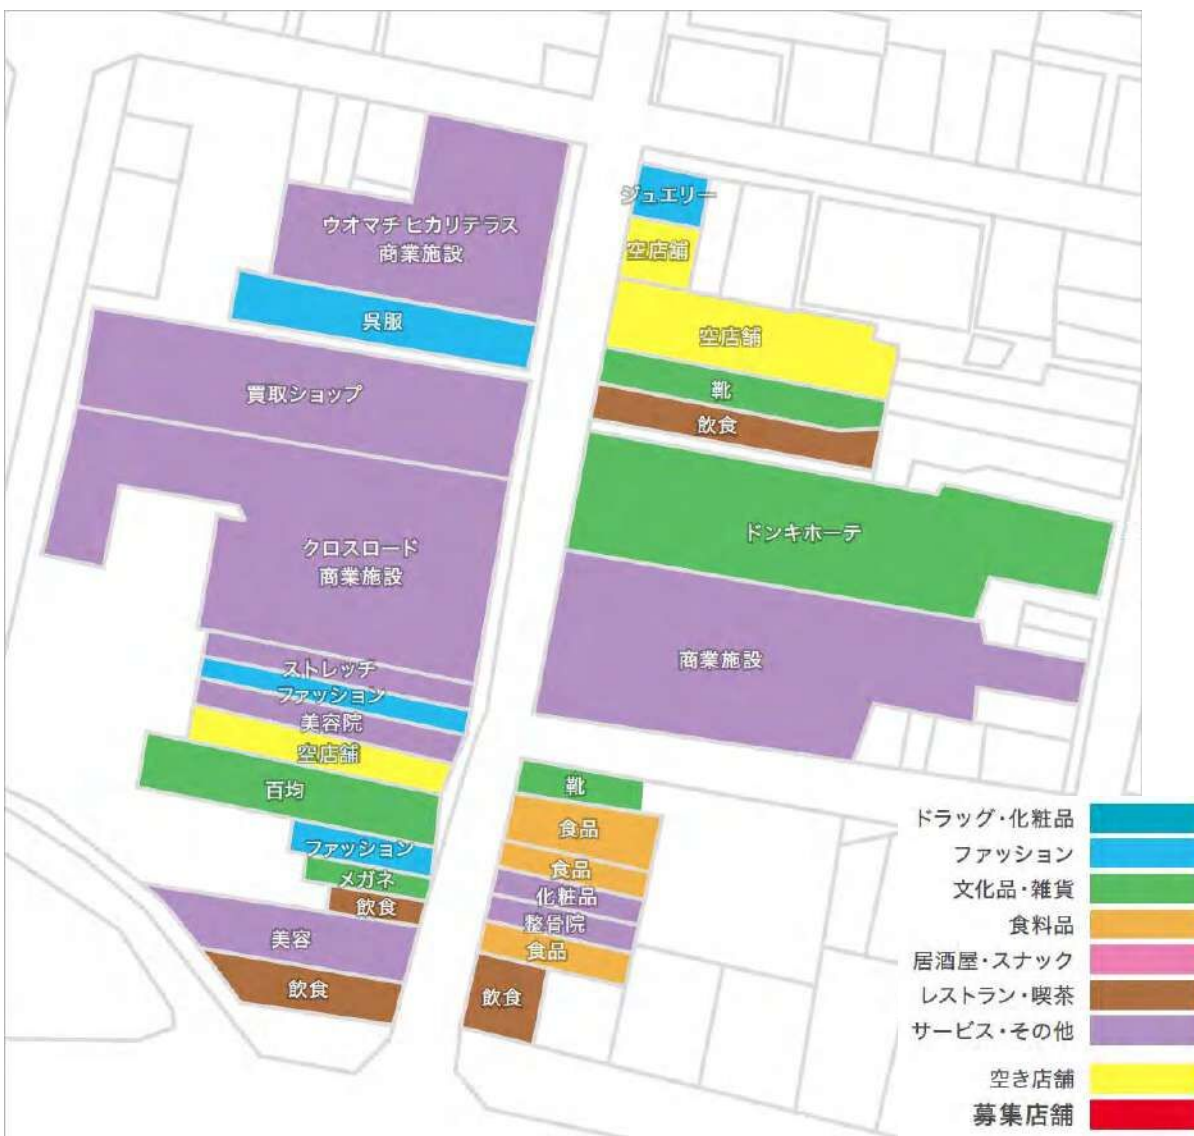 ウオマチ ヒカリテラス
商業施設
呉服
買取ショップ
クロスロード
商業施設
ストレッチ
ファッション
美容院
空店舗
百均
ファッション
メガネ
飲食
美容
飲食
ジュエリー
空店舗
空店舗
靴
飲食
ドンキホーテ
商業施設
靴
食品
食品
化粧品
整骨院
食品
飲食
ドラッグ・化粧品
ファッション
文化品・雑貨
食料品
居酒屋・スナック
レストラン・喫茶
サービス・その他
空き店舗
募集店舗